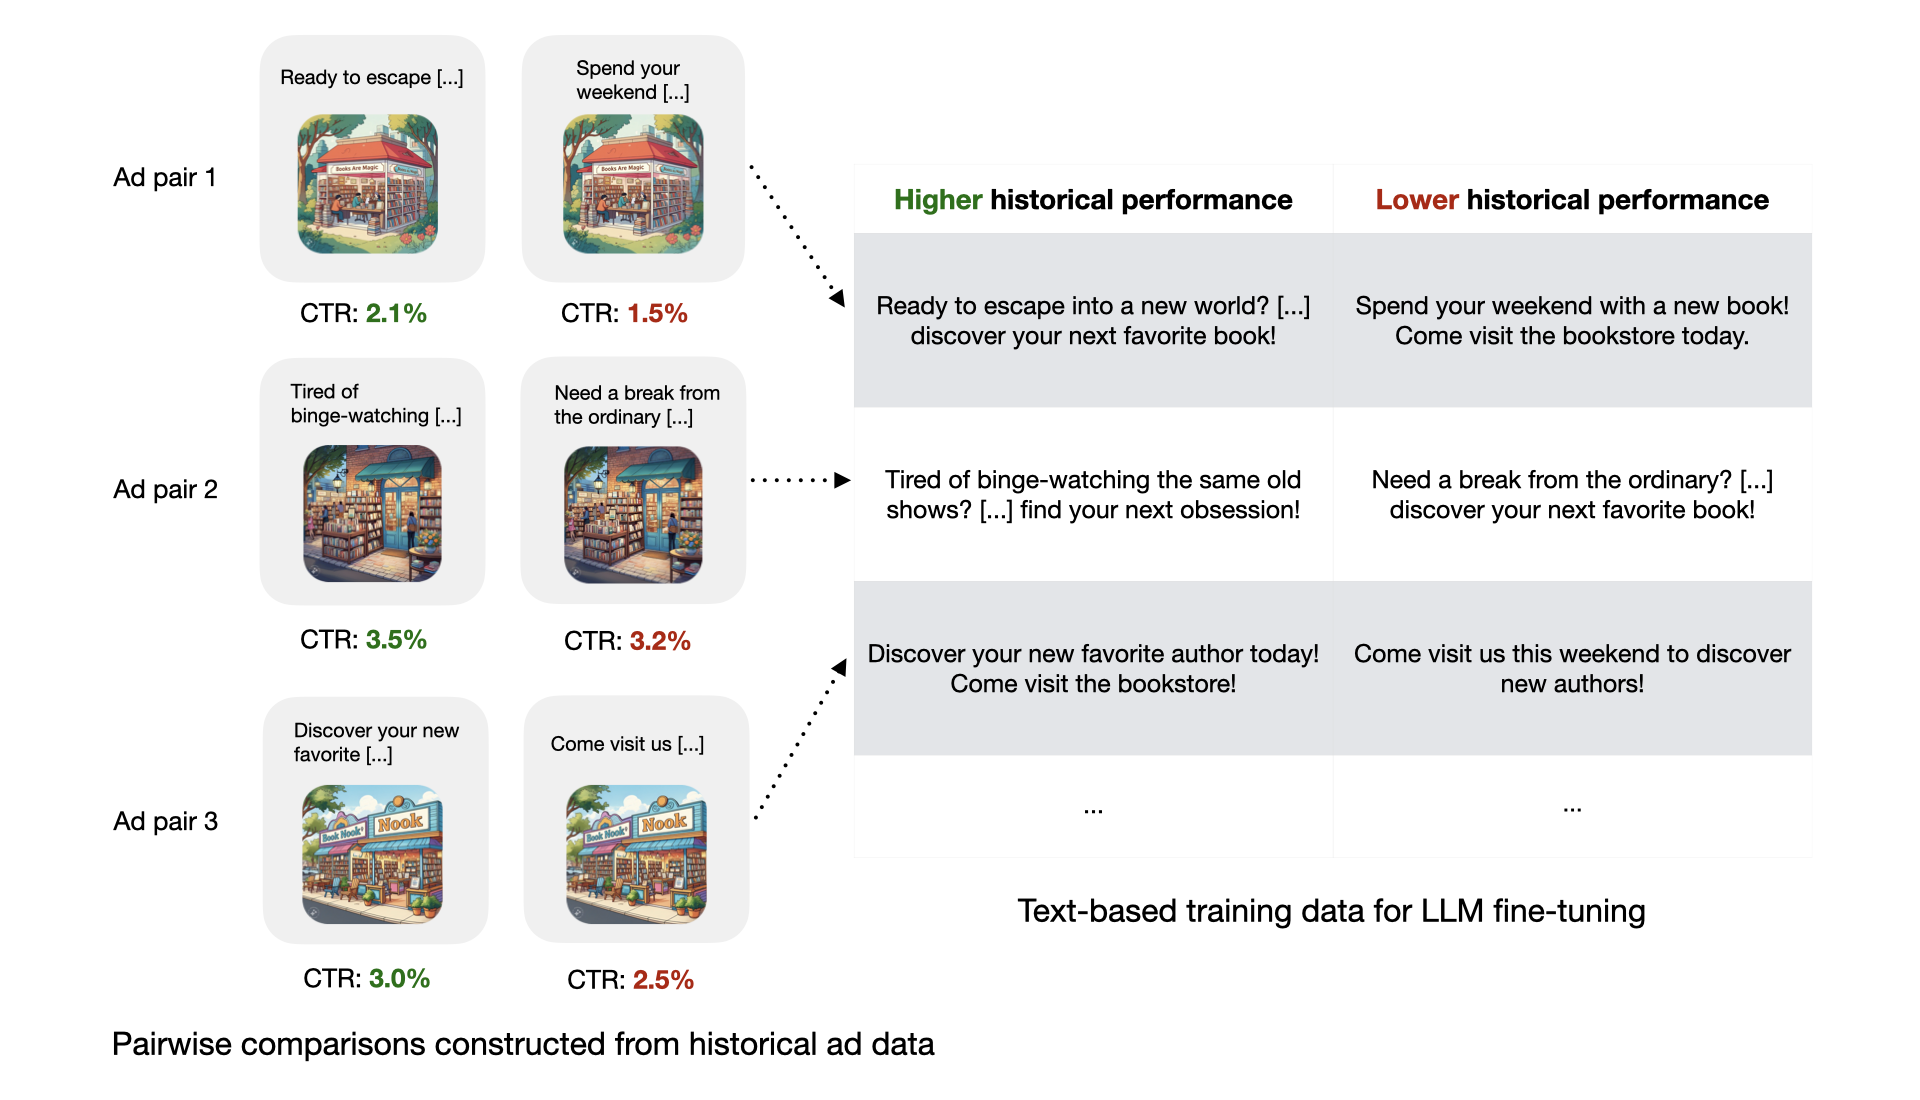 Ready to escape [...]
Spend your
weekend [...]
Ad pair 1
Books Are Magic
CTR: 2.1%
CTR: 1.5%
Books Are Magic
Tired of
binge-watching [...]
Need a break from
the ordinary [...]
Ad pair 2
CTR: 3.5%
CTR: 3.2%
Discover your new
favorite [...]
Come visit us [...]
Ad pair 3
Book Nook
Nook
Book Nook
Nook
CTR: 3.0%
CTR: 2.5%
Pairwise comparisons constructed from historical ad data
Higher historical performance
Lower historical performance
Ready to escape into a new world? [...]
discover your next favorite book!
Spend your weekend with a new book!
Come visit the bookstore today.
Tired of binge-watching the same old
shows? [...] find your next obsession!
Need a break from the ordinary? [...]
discover your next favorite book!
Discover your new favorite author today!
Come visit the bookstore!
Come visit us this weekend to discover
new authors!
...
...
Text-based training data for LLM fine-tuning